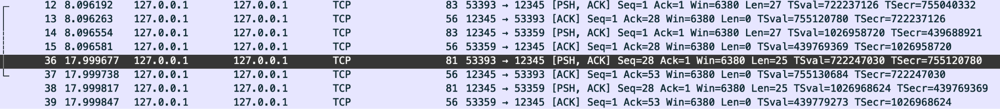 12 8.096192 127.0.0.1 127.0.0.1 TCP 83 53393 → 12345 [PSH, ACK] Seq=1 Ack=1 Win=6380 Len=27 TSval=722237126 TSecr=755040332
13 8.096263 127.0.0.1 127.0.0.1 TCP 56 12345 → 53393 [ACK] Seq=1 Ack=28 Win=6380 Len=0 TSval=755120780 TSecr=722237126
14 8.096554 127.0.0.1 127.0.0.1 TCP 83 12345 → 53359 [PSH, ACK] Seq=1 Ack=1 Win=6380 Len=27 TSval=1026958720 TSecr=439688921
15 8.096581 127.0.0.1 127.0.0.1 TCP 56 53359 → 12345 [ACK] Seq=1 Ack=28 Win=6380 Len=0 TSval=439769369 TSecr=1026958720
36 17.999677 127.0.0.1 127.0.0.1 TCP 81 53393 → 12345 [PSH, ACK] Seq=28 Ack=1 Win=6380 Len=25 TSval=722247030 TSecr=755120780
37 17.999738 127.0.0.1 127.0.0.1 TCP 56 12345 → 53393 [ACK] Seq=1 Ack=53 Win=6380 Len=0 TSval=755130684 TSecr=722247030
38 17.999817 127.0.0.1 127.0.0.1 TCP 81 12345 → 53359 [PSH, ACK] Seq=28 Ack=1 Win=6380 Len=25 TSval=1026968624 TSecr=439769369
39 17.999847 127.0.0.1 127.0.0.1 TCP 56 53359 → 12345 [ACK] Seq=1 Ack=53 Win=6380 Len=0 TSval=439779273 TSecr=1026968624